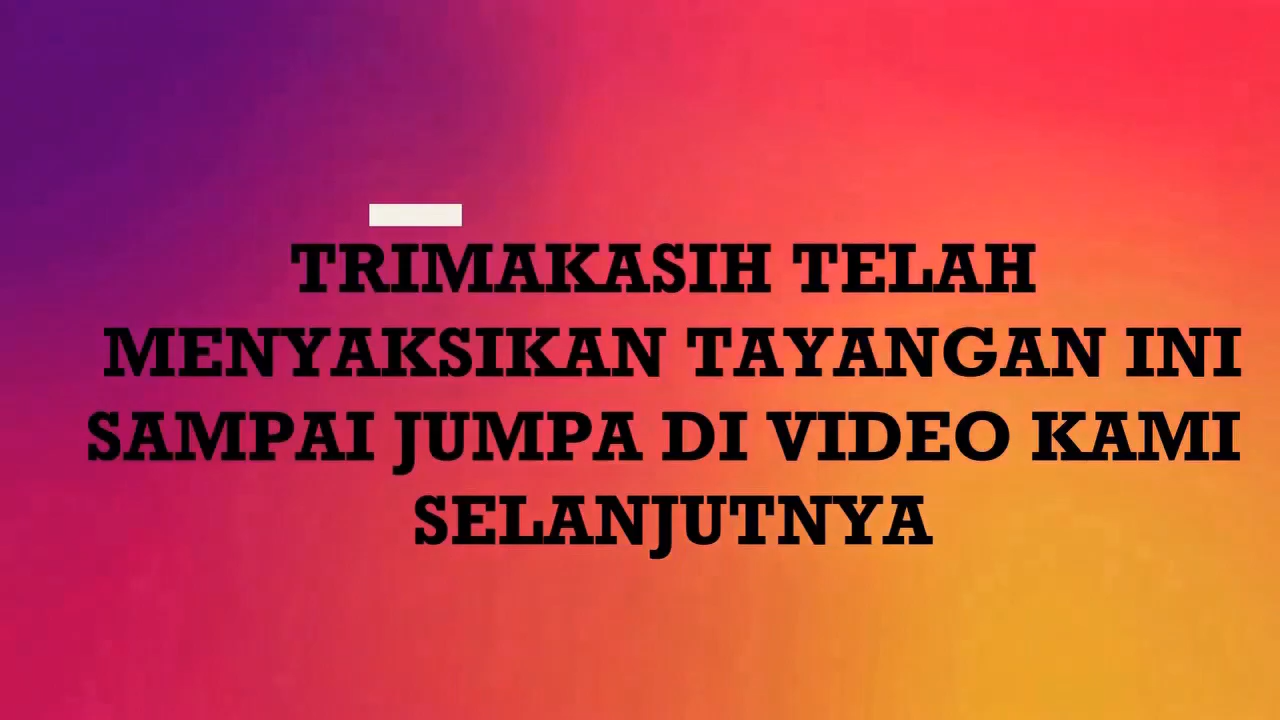 TRIMAKASIH TELAH
MENYAKSIKAN TAYANGAN INI
SAMPAI JUMPA DI VIDEO KAMI
SELANJUTNYA